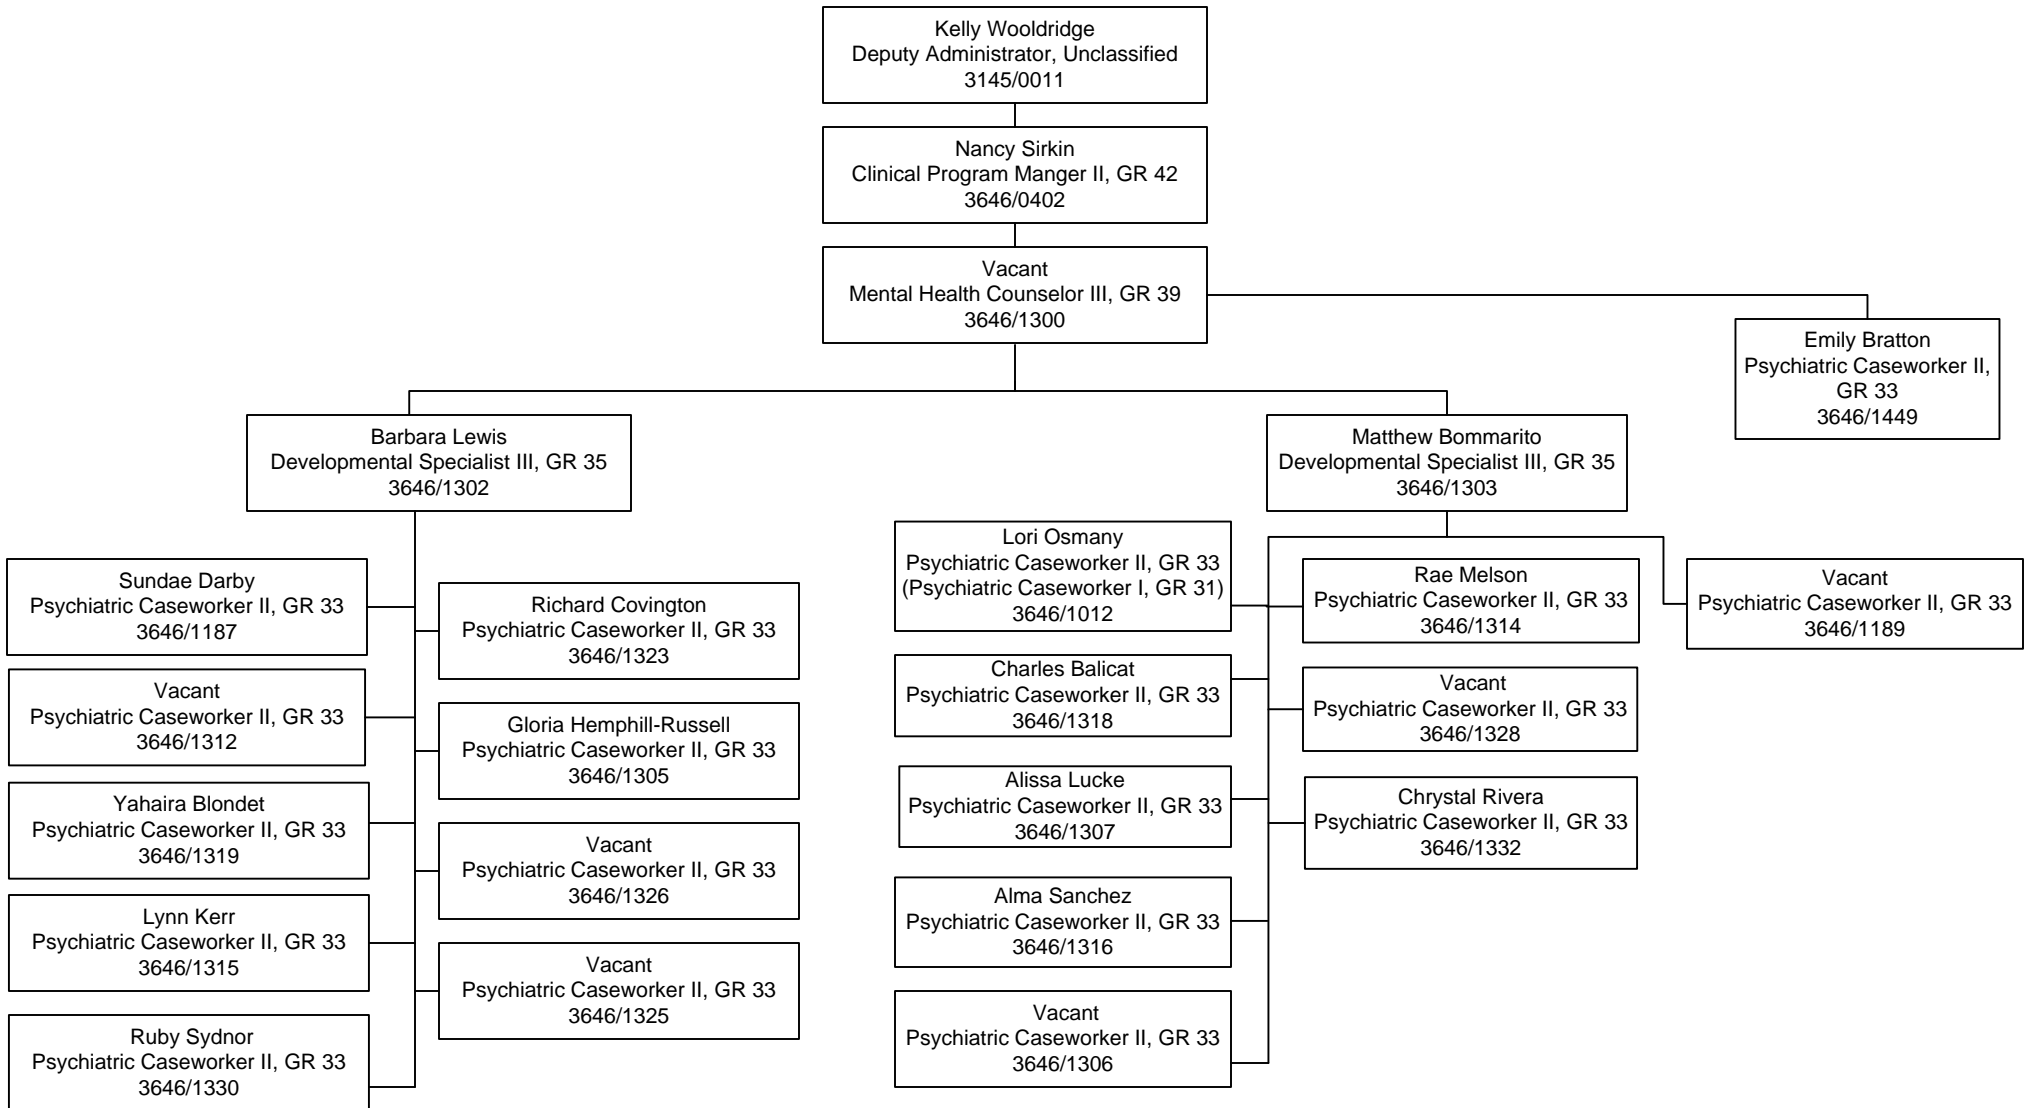 Kelly Wooldridge
Deputy Administrator, Unclassified
3145/0011
Nancy Sirkin
Clinical Program Manger II, GR 42
3646/0402
Vacant
Mental Health Counselor III, GR 39
3646/1300
Emily Bratton
Psychiatric Caseworker II,
GR 33
3646/1449
Barbara Lewis
Developmental Specialist III, GR 35
3646/1302
Matthew Bommarito
Developmental Specialist III, GR 35
3646/1303
Sundae Darby
Psychiatric Caseworker II, GR 33
3646/1187
Vacant
Psychiatric Caseworker II, GR 33
3646/1312
Yahaira Blondet
Psychiatric Caseworker II, GR 33
3646/1319
Lynn Kerr
Psychiatric Caseworker II, GR 33
3646/1315
Ruby Sydnor
Psychiatric Caseworker II, GR 33
3646/1330
Richard Covington
Psychiatric Caseworker II, GR 33
3646/1323
Gloria Hemphill-Russell
Psychiatric Caseworker II, GR 33
3646/1305
Vacant
Psychiatric Caseworker II, GR 33
3646/1326
Vacant
Psychiatric Caseworker II, GR 33
3646/1325
Lori Osmany
Psychiatric Caseworker II, GR 33
(Psychiatric Caseworker I, GR 31)
3646/1012
Charles Balicat
Psychiatric Caseworker II, GR 33
3646/1318
Alissa Lucke
Psychiatric Caseworker II, GR 33
3646/1307
Alma Sanchez
Psychiatric Caseworker II, GR 33
3646/1316
Vacant
Psychiatric Caseworker II, GR 33
3646/1306
Rae Melson
Psychiatric Caseworker II, GR 33
3646/1314
Vacant
Psychiatric Caseworker II, GR 33
3646/1328
Chrystal Rivera
Psychiatric Caseworker II, GR 33
3646/1332
Vacant
Psychiatric Caseworker II, GR 33
3646/1189